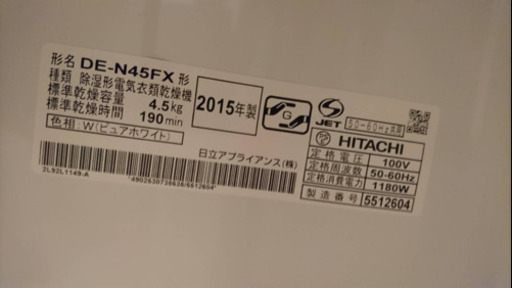 形名 DE-N45FX 形
種類 除湿形電気衣類乾燥機
標準乾燥容量 4.5kg
標準乾燥時間 190min
色相:W(ピュアホワイト)
2015年製
G
S JET
50-60Hz共用
HITACHI
定格電圧 100V
定格周波数 50-60Hz
定格消費電力 1180W
製造番号 5512604
日立アプライアンス(株)
2L92L1149-A
*4902530738636/5512604*